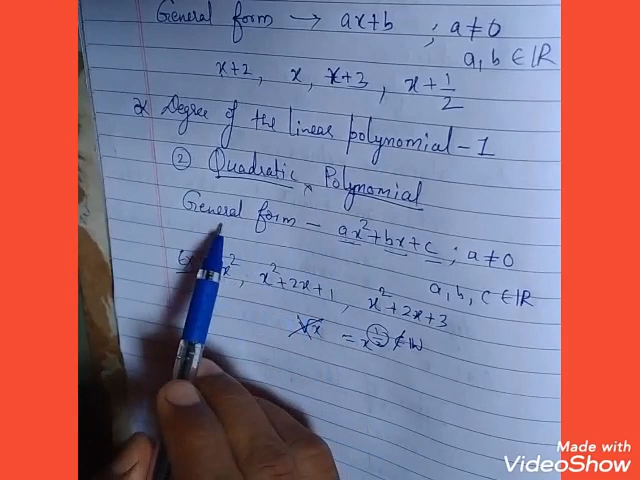 General form → ax+b ; a≠0
a, b ∈ IR
x+2, x, x+3, x+1/2
Degree of the linear polynomial - 1
② Quadratic Polynomial
General form - ax²+bx+c ; a≠0
a, b, c ∈ IR
x², x²+2x+1, x²+2x+3
= x^(1/2) ∉ IW
Made with
VideoShow